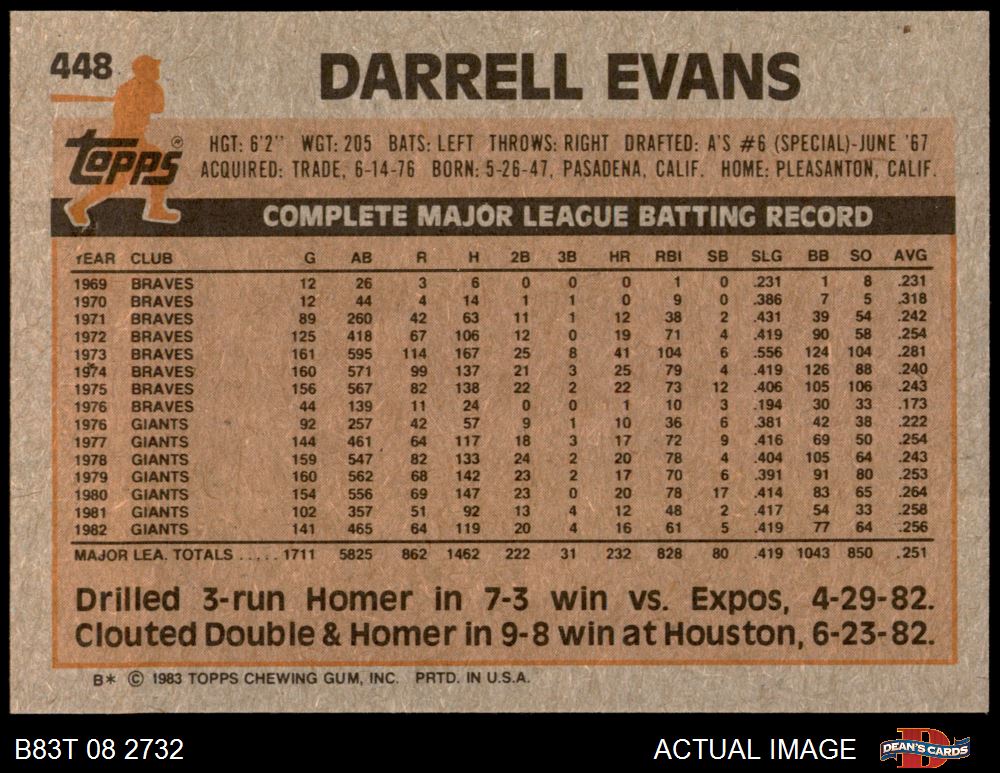 448
DARRELL EVANS
topps®
HGT: 6'2" WGT: 205 BATS: LEFT THROWS: RIGHT DRAFTED: A'S #6 (SPECIAL)-JUNE '67
ACQUIRED: TRADE, 6-14-76 BORN: 5-26-47, PASADENA, CALIF. HOME: PLEASANTON, CALIF.
COMPLETE MAJOR LEAGUE BATTING RECORD
YEAR CLUB G AB R H 2B 3B HR RBI SB SLG BB SO AVG
1969 BRAVES 12 26 3 6 0 0 0 1 0 .231 1 8 .231
1970 BRAVES 12 44 4 14 1 1 0 9 0 .386 7 5 .318
1971 BRAVES 89 260 42 63 11 1 12 38 2 .431 39 54 .242
1972 BRAVES 125 418 67 106 12 0 19 71 4 .419 90 58 .254
1973 BRAVES 161 595 114 167 25 8 41 104 6 .556 124 104 .281
1974 BRAVES 160 571 99 137 21 3 25 79 4 .419 126 88 .240
1975 BRAVES 156 567 82 138 22 2 22 73 12 .406 105 106 .243
1976 BRAVES 44 139 11 24 0 0 1 10 3 .194 30 33 .173
1976 GIANTS 92 257 42 57 9 1 10 36 6 .381 42 38 .222
1977 GIANTS 144 461 64 117 18 3 17 72 9 .416 69 50 .254
1978 GIANTS 159 547 82 133 24 2 20 78 4 .404 105 64 .243
1979 GIANTS 160 562 68 142 23 2 17 70 6 .391 91 80 .253
1980 GIANTS 154 556 69 147 23 0 20 78 17 .414 83 65 .264
1981 GIANTS 102 357 51 92 13 4 12 48 2 .417 54 33 .258
1982 GIANTS 141 465 64 119 20 4 16 61 5 .419 77 64 .256
MAJOR LEA. TOTALS ..... 1711 5825 862 1462 222 31 232 828 80 .419 1043 850 .251
Drilled 3-run Homer in 7-3 win vs. Expos, 4-29-82.
Clouted Double & Homer in 9-8 win at Houston, 6-23-82.
B* © 1983 TOPPS CHEWING GUM, INC. PRTD. IN U.S.A.
B83T 08 2732 ACTUAL IMAGE DEAN'S CARDS